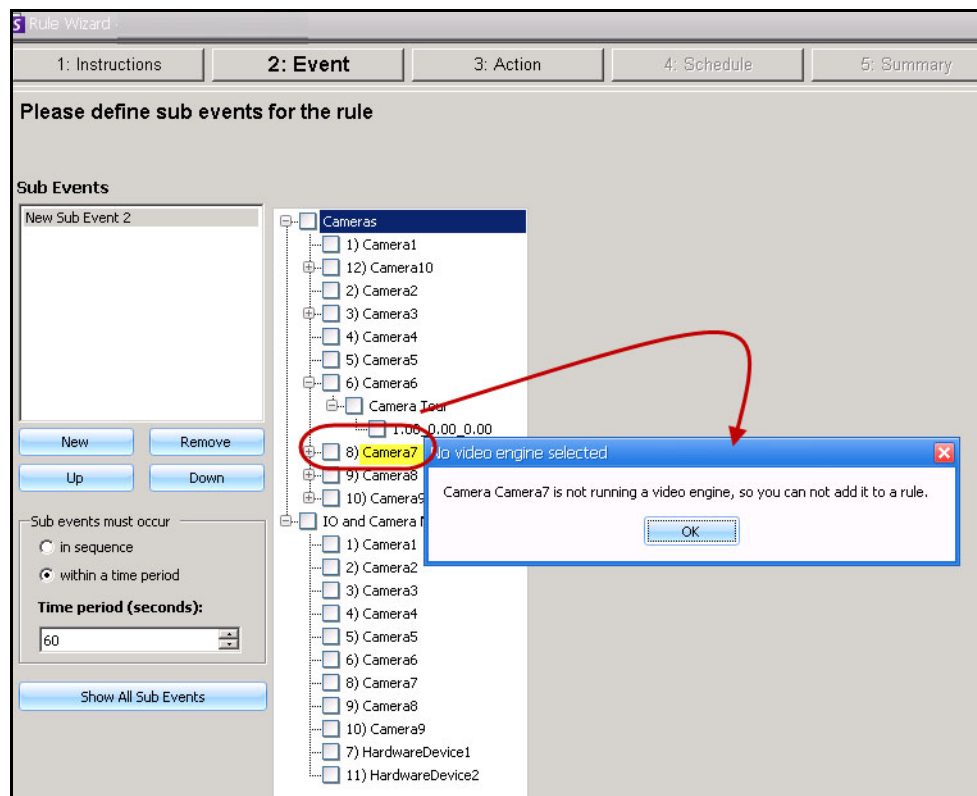 S Rule Wizard -
1: Instructions
2: Event
3: Action
4: Schedule
5: Summary
Please define sub events for the rule
Sub Events
New Sub Event 2
New
Remove
Up
Down
Sub events must occur
in sequence
within a time period
Time period (seconds):
60
Show All Sub Events
Cameras
1) Camera1
12) Camera10
2) Camera2
3) Camera3
4) Camera4
5) Camera5
6) Camera6
Camera Tour
1.00_0.00_0.00
8) Camera7
9) Camera8
10) Camera9
IO and Camera
1) Camera1
2) Camera2
3) Camera3
4) Camera4
5) Camera5
6) Camera6
8) Camera7
9) Camera8
10) Camera9
7) HardwareDevice1
11) HardwareDevice2
No video engine selected
Camera Camera7 is not running a video engine, so you can not add it to a rule.
OK